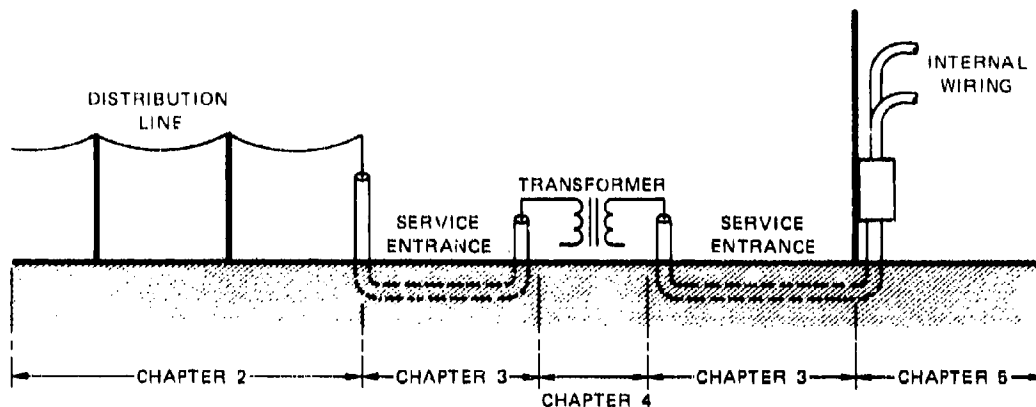 DISTRIBUTION
LINE
SERVICE
ENTRANCE
TRANSFORMER
SERVICE
ENTRANCE
INTERNAL
WIRING
CHAPTER 2
CHAPTER 3
CHAPTER 4
CHAPTER 3
CHAPTER 5